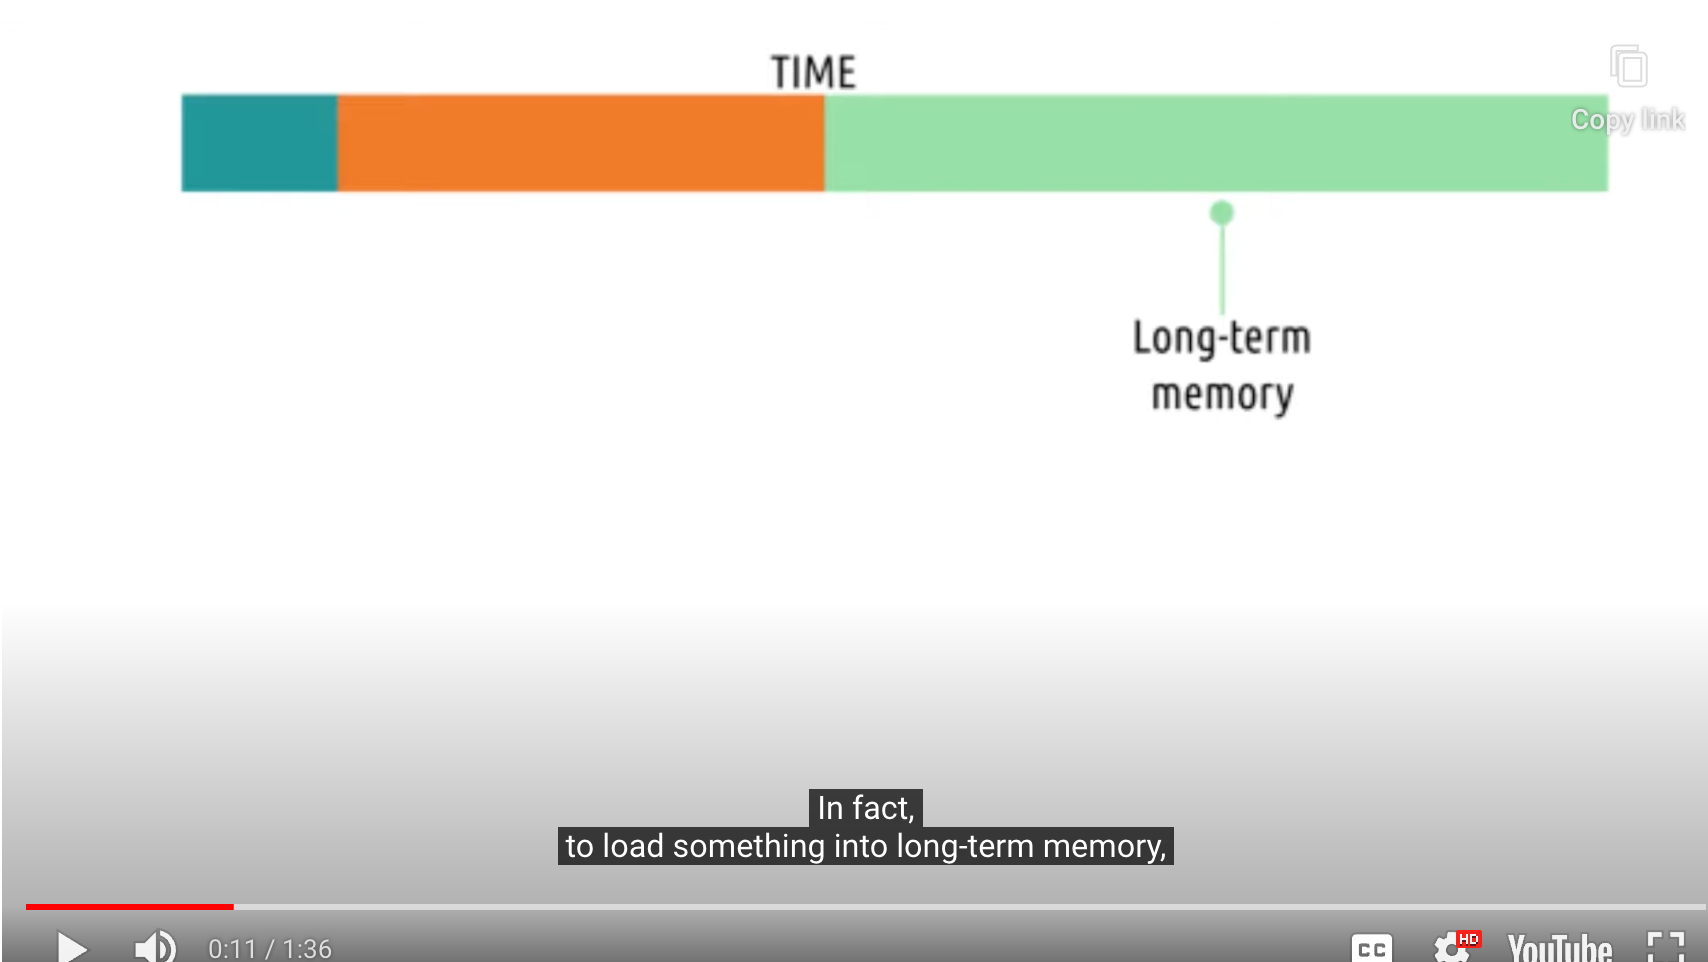 TIME
Copy link
Long-term
memory
In fact,
to load something into long-term memory,
0:11 / 1:36
CC
HD
YouTube